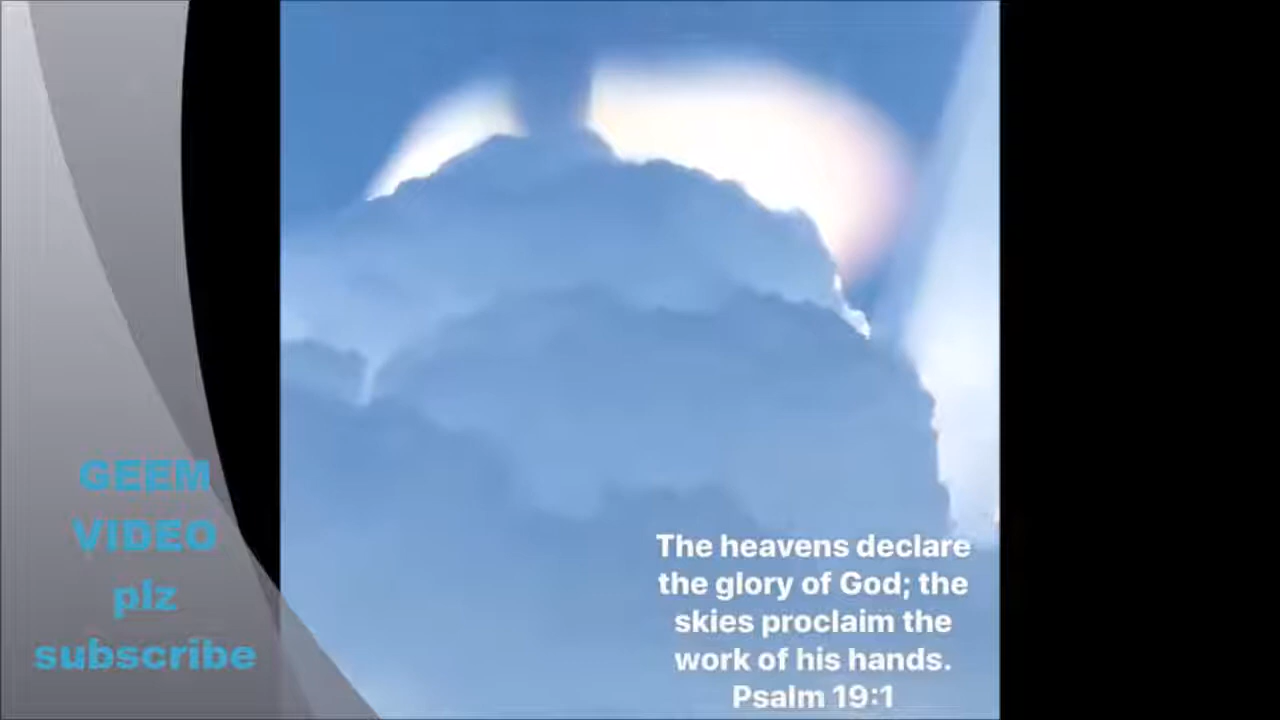 GEEM
VIDEO
plz
subscribe
The heavens declare
the glory of God; the
skies proclaim the
work of his hands.
Psalm 19:1